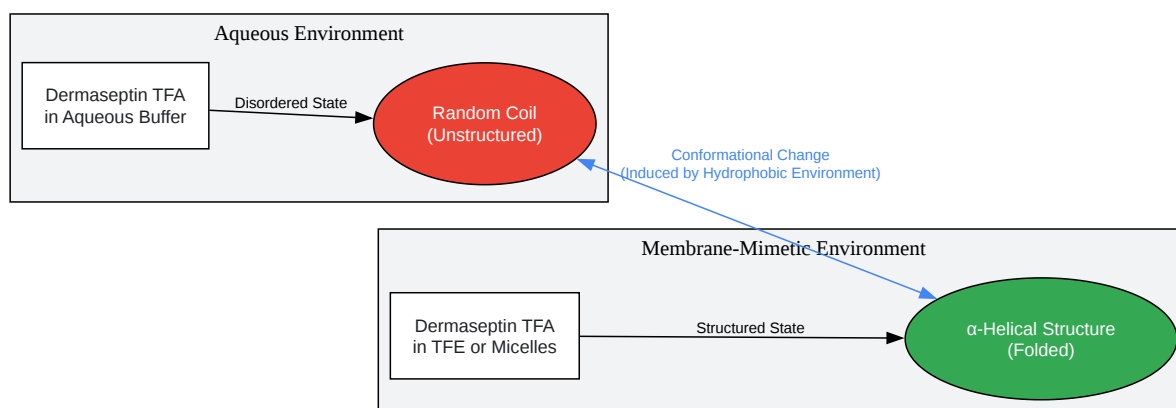 Aqueous Environment
Dermaseptin TFA
in Aqueous Buffer
Disordered State
Random Coil
(Unstructured)
Conformational Change
(Induced by Hydrophobic Environment)
Membrane-Mimetic Environment
Dermaseptin TFA
in TFE or Micelles
Structured State
α-Helical Structure
(Folded)